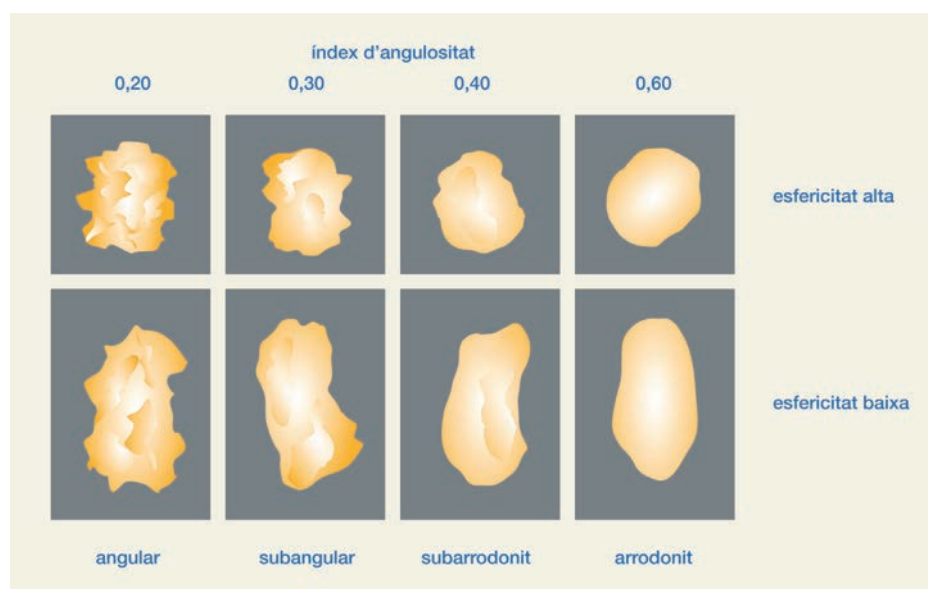 índex d'angulositat
0,20 0,30 0,40 0,60
esfericitat alta
esfericitat baixa
angular subangular subarrodonit arrodonit